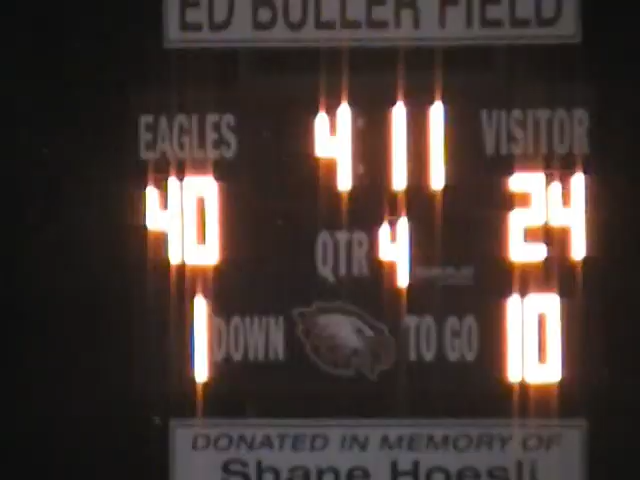 ED BULLER FIELD
EAGLES 4:11 VISITOR
40 24
QTR 4
1 DOWN TO GO 10
DONATED IN MEMORY OF
Shane Hoesli